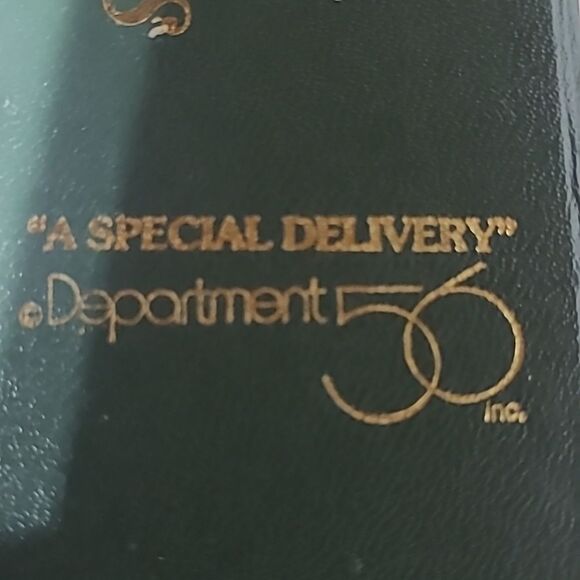 "A SPECIAL DELIVERY"
© Department 56
inc.